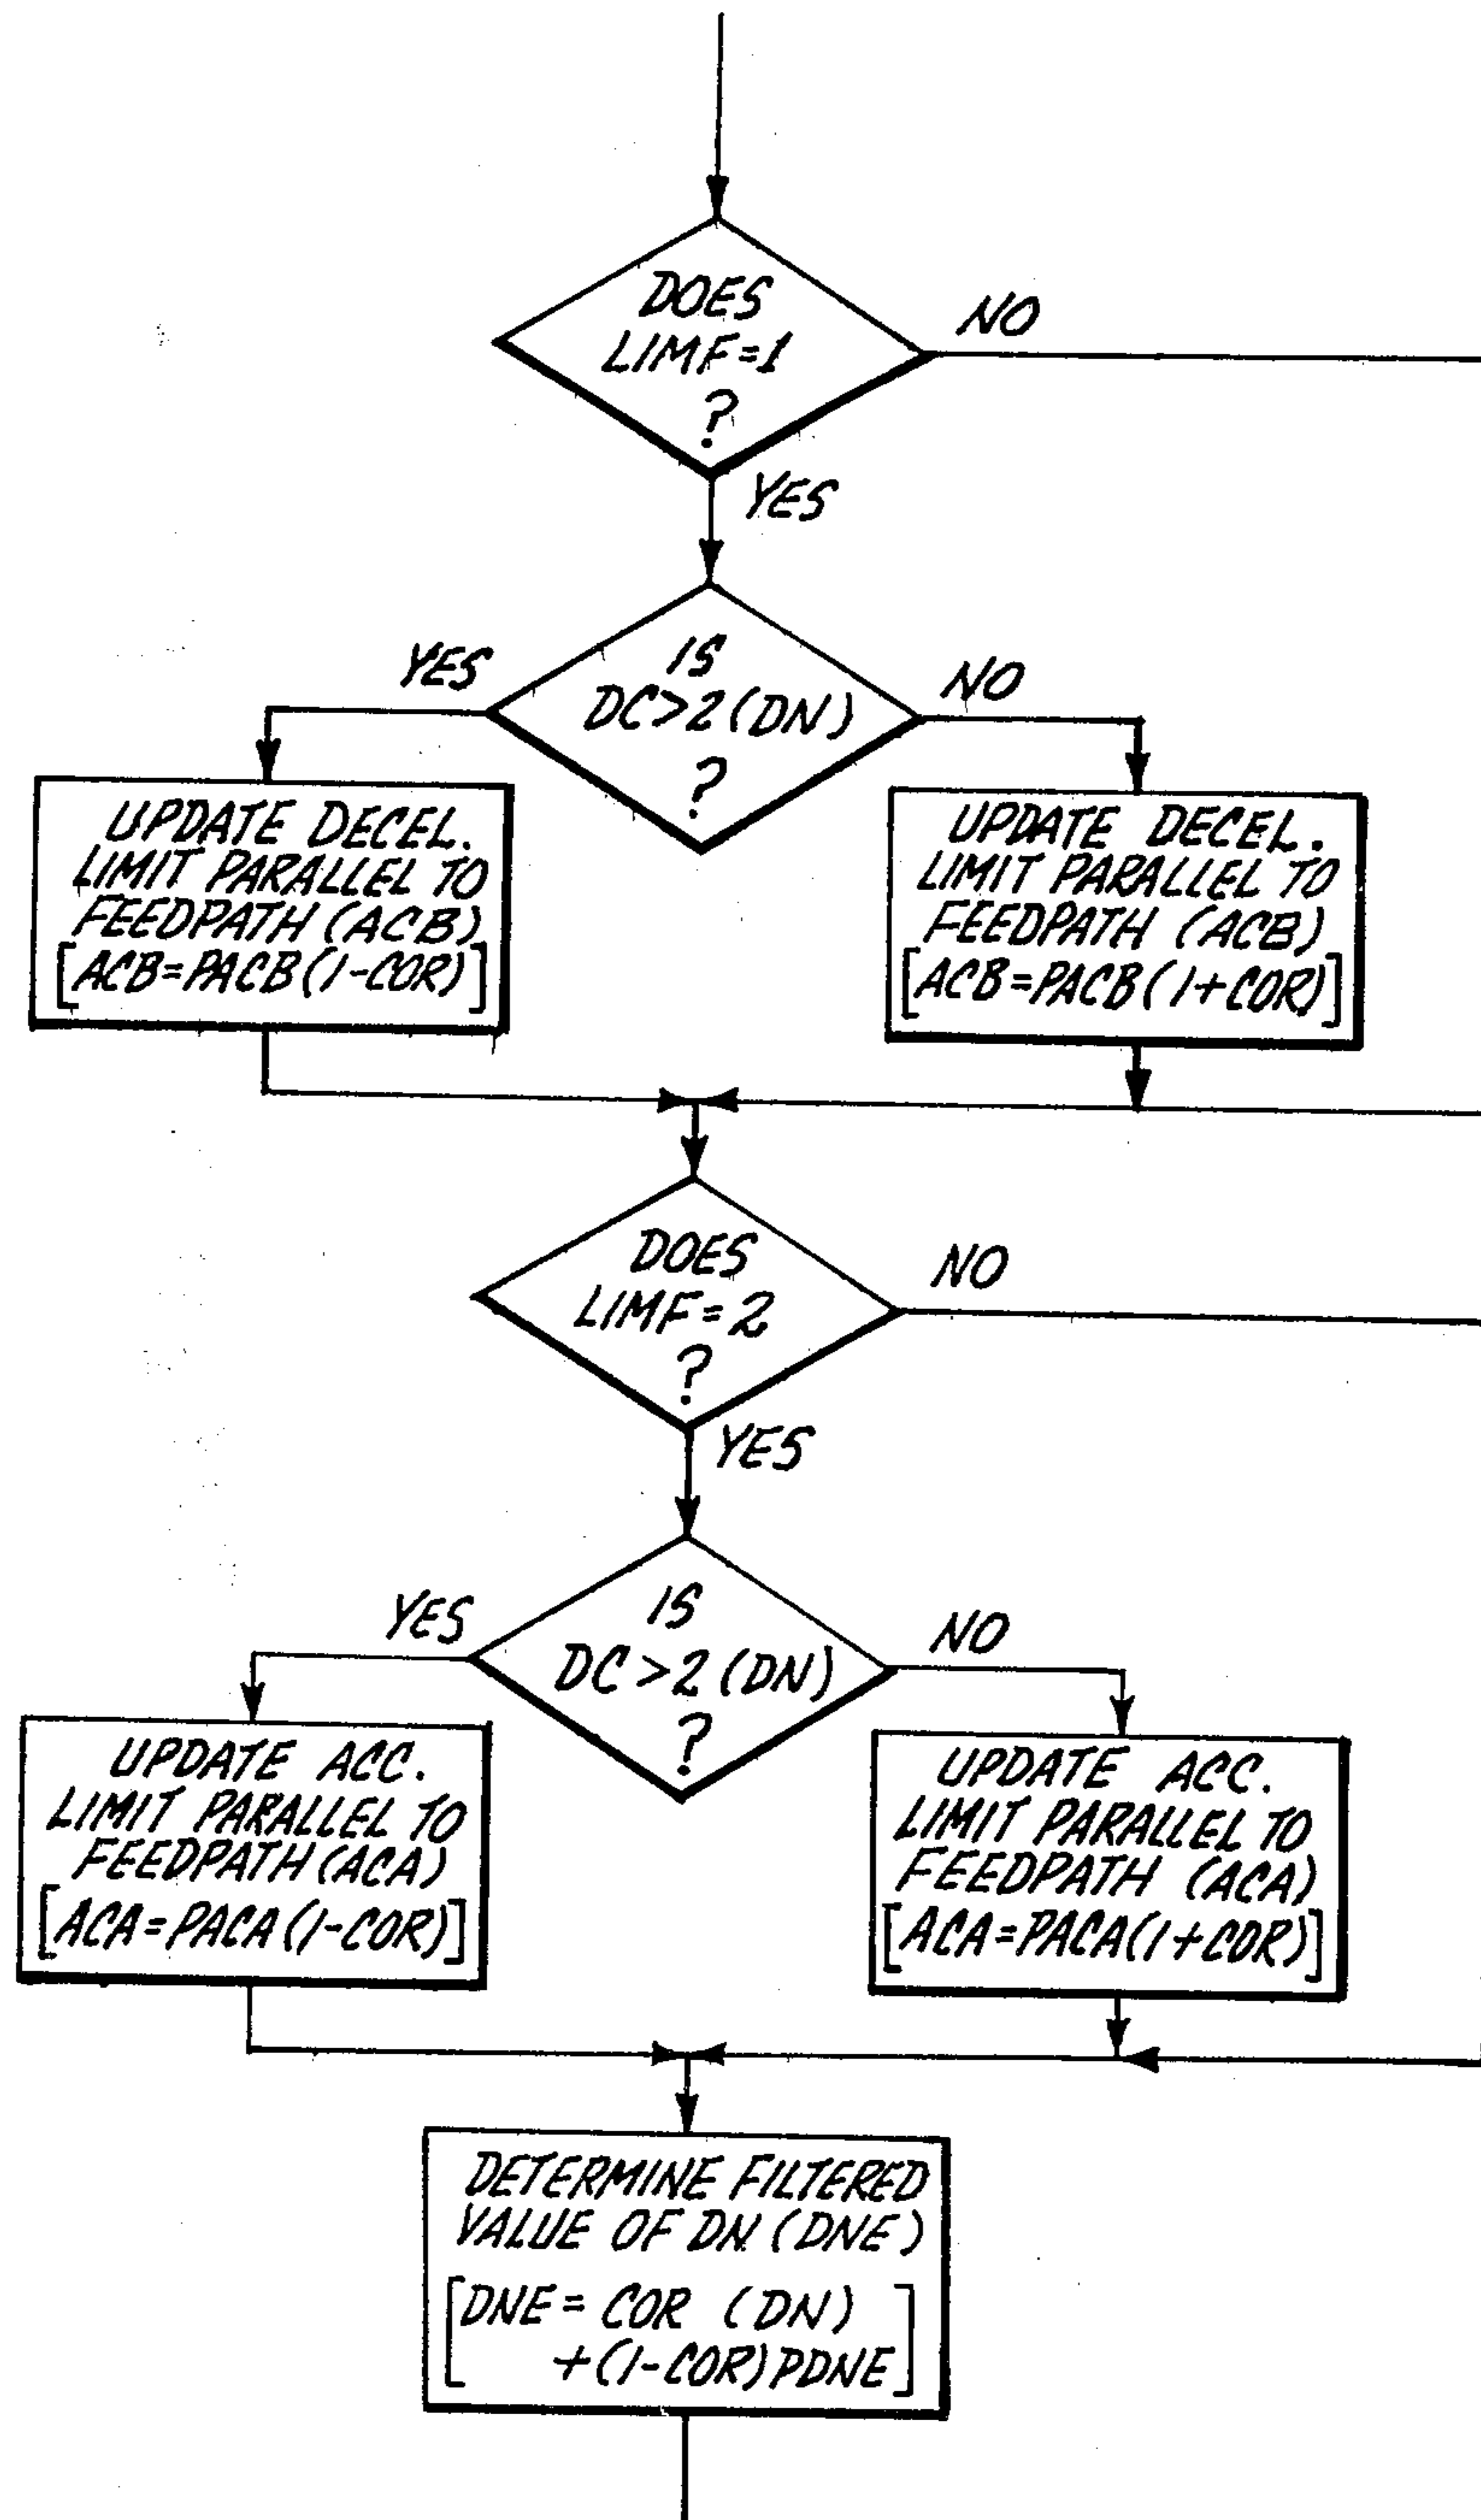 DOES
LIMF=1
?
NO
YES
IS
DC>2(DN)
?
YES
NO
UPDATE DECEL.
LIMIT PARALLEL TO
FEEDPATH (ACB)
[ACB=PACB(1-COR)]
UPDATE DECEL.
LIMIT PARALLEL TO
FEEDPATH (ACB)
[ACB=PACB(1+COR)]
DOES
LIMF=2
?
NO
YES
IS
DC>2(DN)
?
YES
NO
UPDATE ACC.
LIMIT PARALLEL TO
FEEDPATH (ACA)
[ACA=PACA(1-COR)]
UPDATE ACC.
LIMIT PARALLEL TO
FEEDPATH (ACA)
[ACA=PACA(1+COR)]
DETERMINE FILTERED
VALUE OF DN (DNE)
[DNE = COR (DN)
+(1-COR)PDNE]